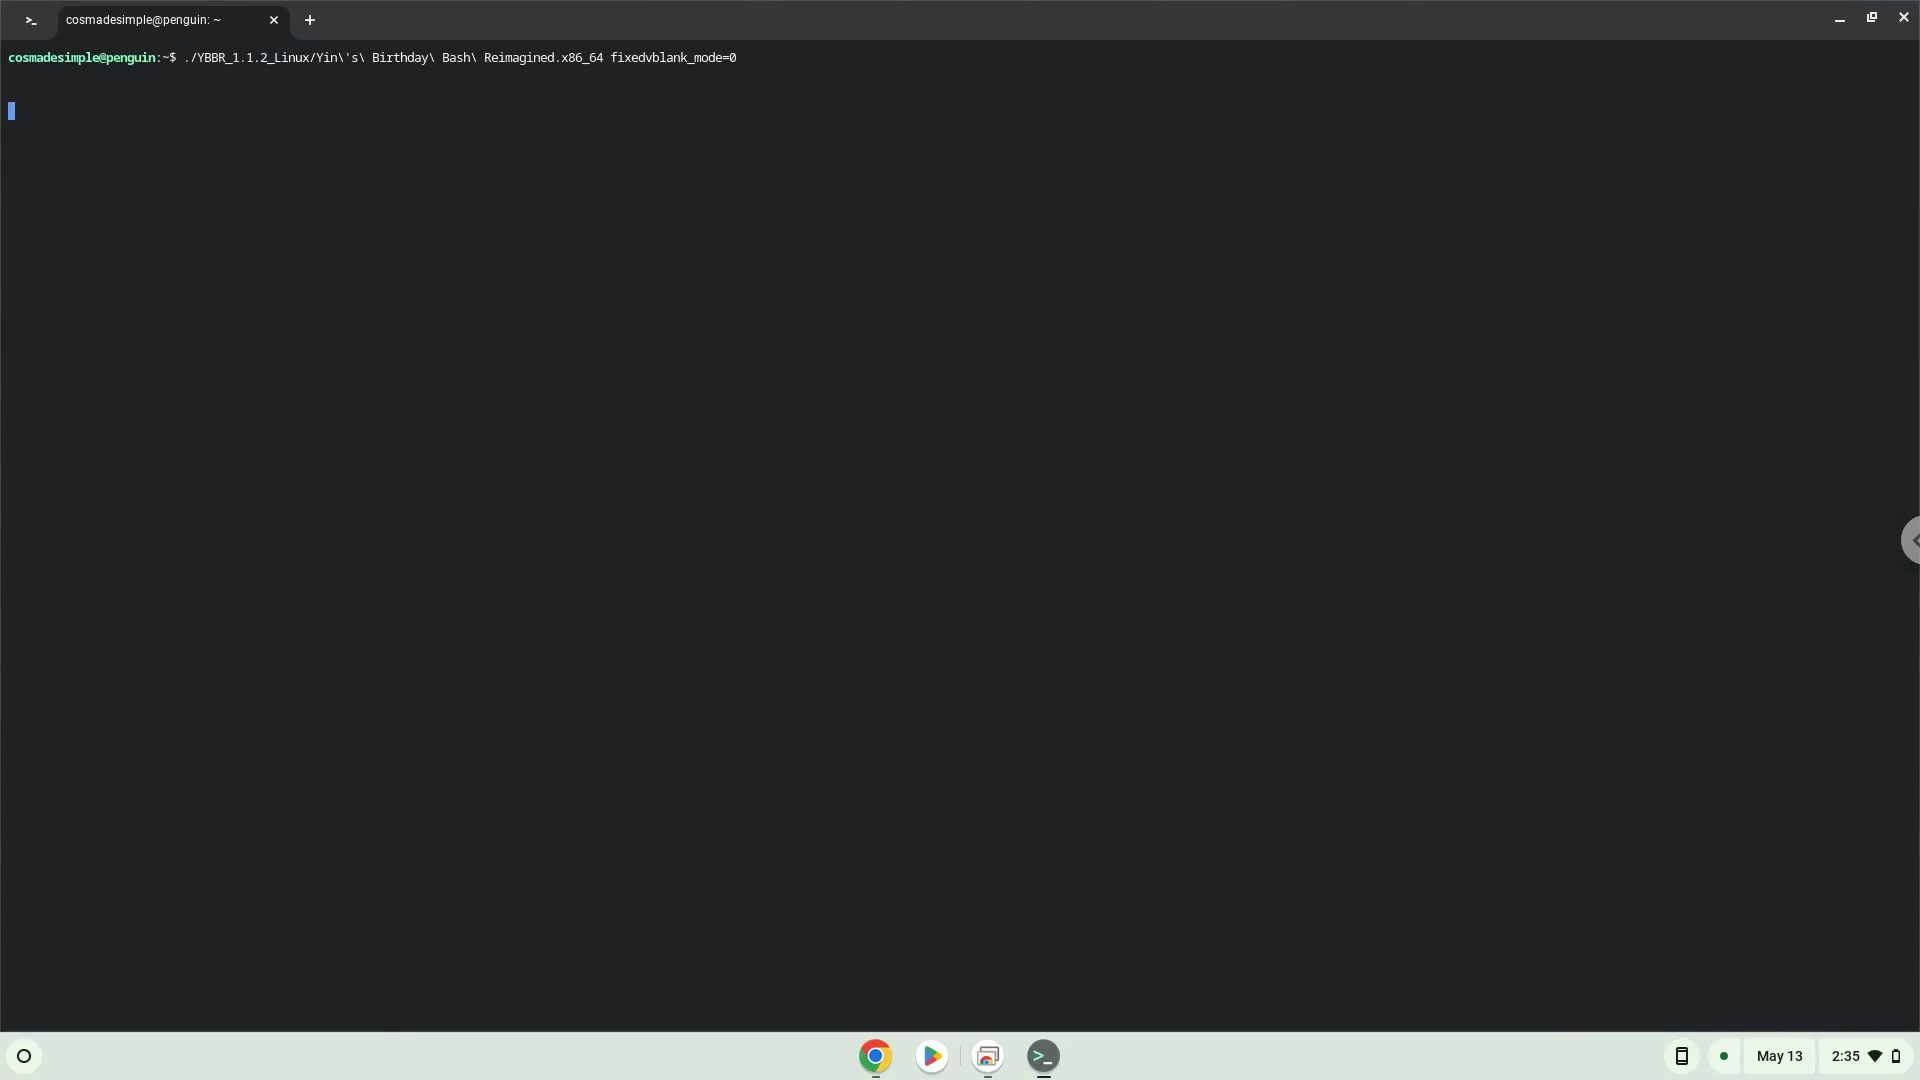 cosmadesimple@penguin: ~
cosmadesimple@penguin:~$ ./YBBR_1.1.2_Linux/Yin\'s\ Birthday\ Bash\ Reimagined.x86_64 fixedvblank_mode=0
May 13
2:35